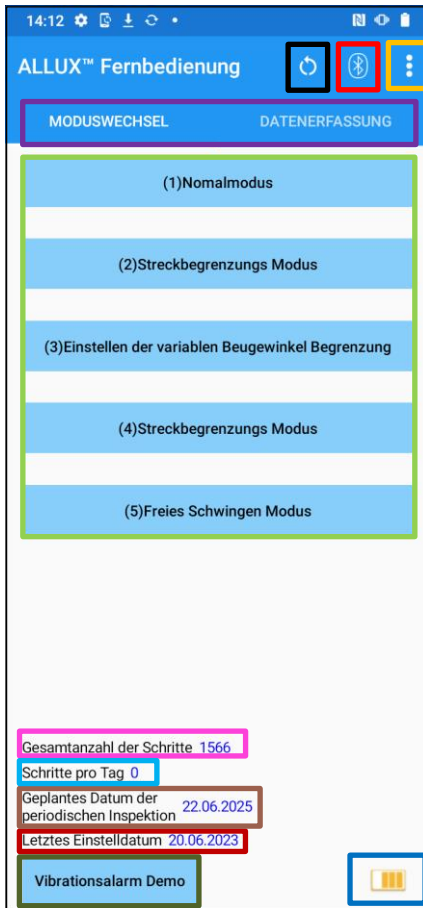 14:12
ALLUX™ Fernbedienung
MODUSWECHSEL DATENERFASSUNG
(1)Nomalmodus
(2)Streckbegrenzungs Modus
(3)Einstellen der variablen Beugewinkel Begrenzung
(4)Streckbegrenzungs Modus
(5)Freies Schwingen Modus
Gesamtanzahl der Schritte 1566
Schritte pro Tag 0
Geplantes Datum der
periodischen Inspektion 22.06.2025
Letztes Einstelldatum 20.06.2023
Vibrationsalarm Demo